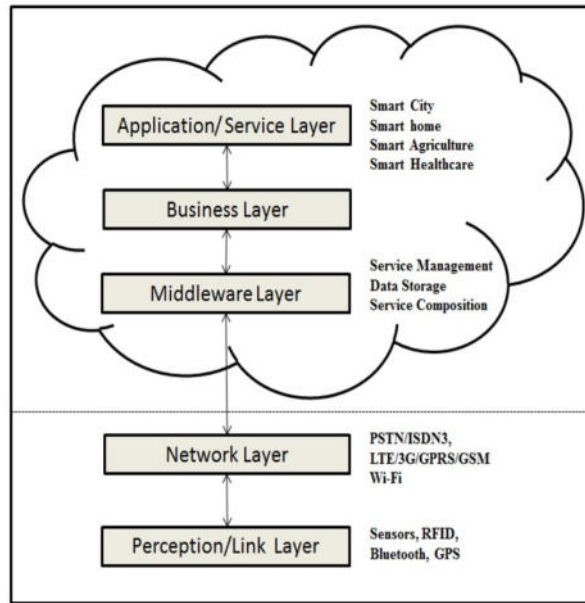 Application/ Service Layer
Smart City
Smart home
Smart Agriculture
Smart Healthcare
Business Layer
Middleware Layer
Service Management
Data Storage
Service Composition
Network Layer
PSTN/ISDN3,
LTE/3G/GPRS/GSM
Wi-Fi
Perception/Link Layer
Sensors, RFID,
Bluetooth, GPS